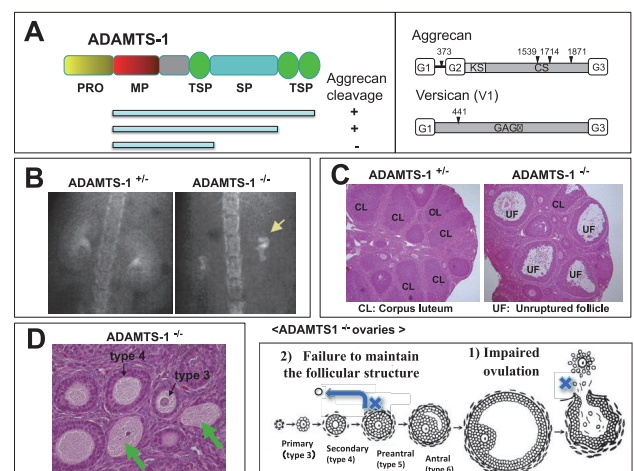 A
ADAMTS-1
PRO MP TSP SP TSP
Aggrecan
cleavage
+
+
-
Aggrecan
373 1539 1714 1871
G1 G2 KS CS G3
Versican (V1)
441
G1 GAG G3
B
ADAMTS-1 +/- ADAMTS-1 -/-
C
ADAMTS-1 +/- ADAMTS-1 -/-
CL CL OL CL CL CL
UF CL UF UF UF
CL: Corpus luteum UF: Unruptured follicle
D
ADAMTS-1 -/-
type 4
type 3
<ADAMTS1 -/- ovaries >
2) Failure to maintain
the follicular structure
1) Impaired
ovulation
Primary
(type 3)
Secondary
(type 4)
Preantral
(type 5)
Antral
(type 6)